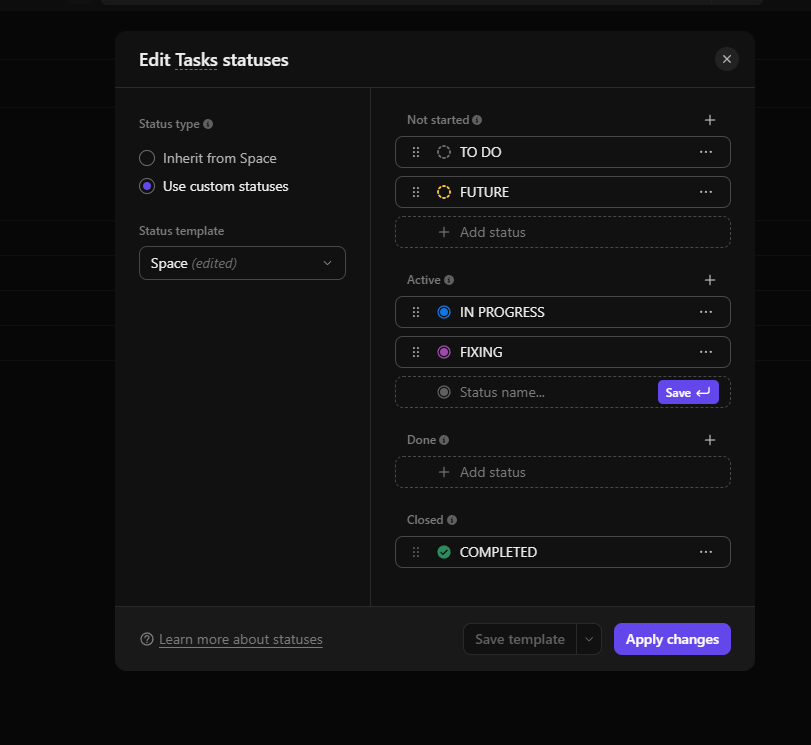 Edit Tasks statuses
Status type
Inherit from Space
Use custom statuses
Status template
Space (edited)
Not started
TO DO
FUTURE
Add status
Active
IN PROGRESS
FIXING
Status name...
Save
Done
Add status
Closed
COMPLETED
Learn more about statuses
Save template
Apply changes